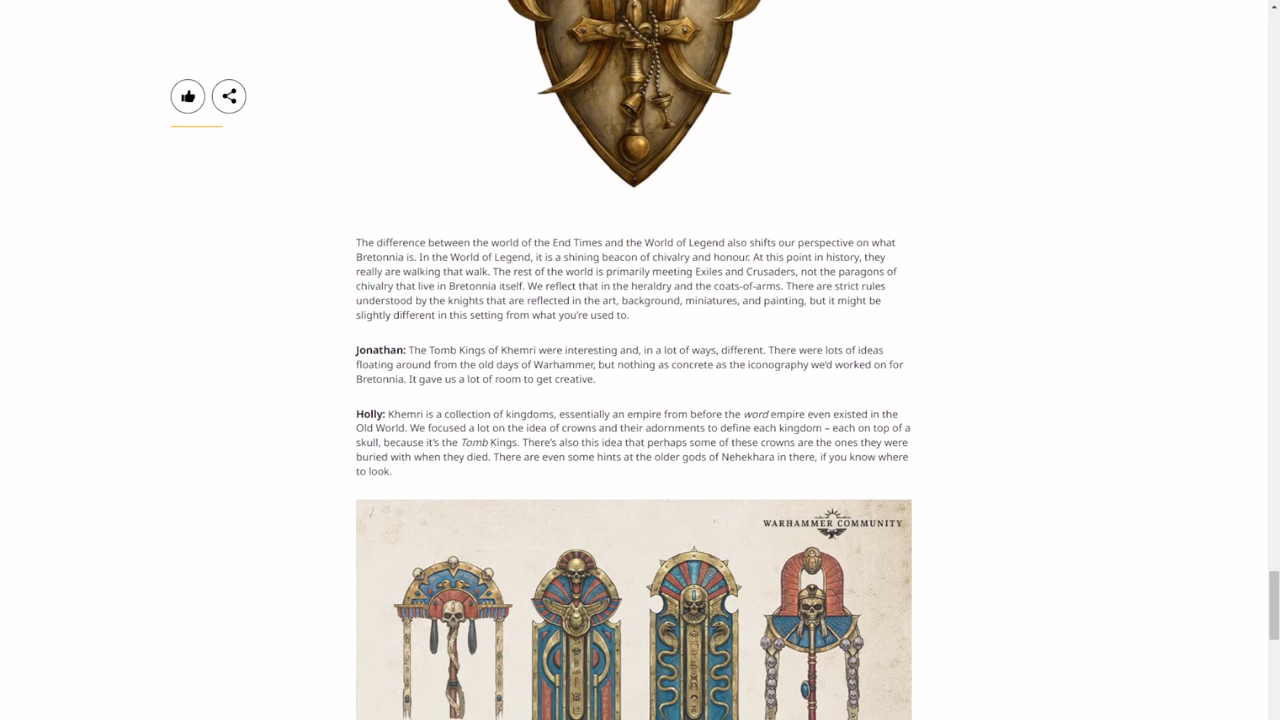 The difference between the world of the End Times and the World of Legend also shifts our perspective on what
Bretonnia is. In the World of Legend, it is a shining beacon of chivalry and honour. At this point in history, they
really are walking that walk. The rest of the world is primarily meeting Exiles and Crusaders, not the paragons of
chivalry that live in Bretonnia itself. We reflect that in the heraldry and the coats-of-arms. There are strict rules
understood by the knights that are reflected in the art, background, miniatures, and painting, but it might be
slightly different in this setting from what you’re used to.
Jonathan: The Tomb Kings of Khemri were interesting and, in a lot of ways, different. There were lots of ideas
floating around from the old days of Warhammer, but nothing as concrete as the iconography we’d worked on for
Bretonnia. It gave us a lot of room to get creative.
Holly: Khemri is a collection of kingdoms, essentially an empire from before the word empire even existed in the
Old World. We focused a lot on the idea of crowns and their adornments to define each kingdom – each on top of a
skull, because it’s the Tomb Kings. There’s also this idea that perhaps some of these crowns are the ones they were
buried with when they died. There are even some hints at the older gods of Nehekhara in there, if you know where
to look.
WARHAMMER COMMUNITY